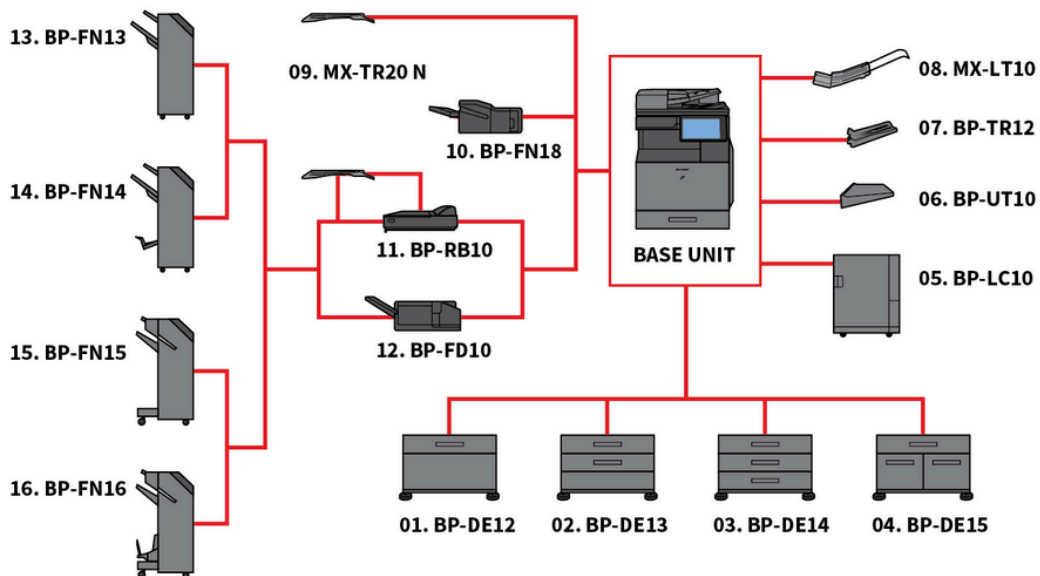 13. BP-FN13
09. MX-TR20 N
08. MX-LT10
07. BP-TR12
10. BP-FN18
14. BP-FN14
06. BP-UT10
11. BP-RB10
BASE UNIT
05. BP-LC10
15. BP-FN15
12. BP-FD10
16. BP-FN16
01. BP-DE12
02. BP-DE13
03. BP-DE14
04. BP-DE15